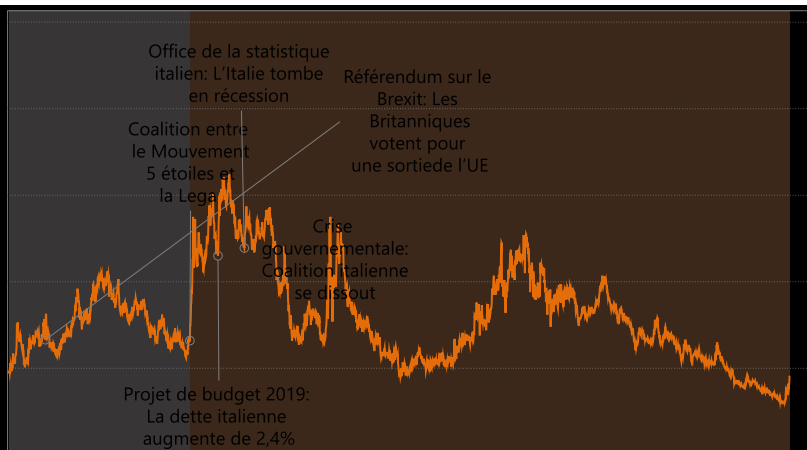 Office de la statistique
italien: L'Italie tombe
en récession
Référendum sur le
Brexit: Les
Britanniques
votent pour
une sortiede l'UE
Coalition entre
le Mouvement
5 étoiles et
la Lega
Crise
gouvernementale:
Coalition italienne
se dissout
Projet de budget 2019:
La dette italienne
augmente de 2,4%